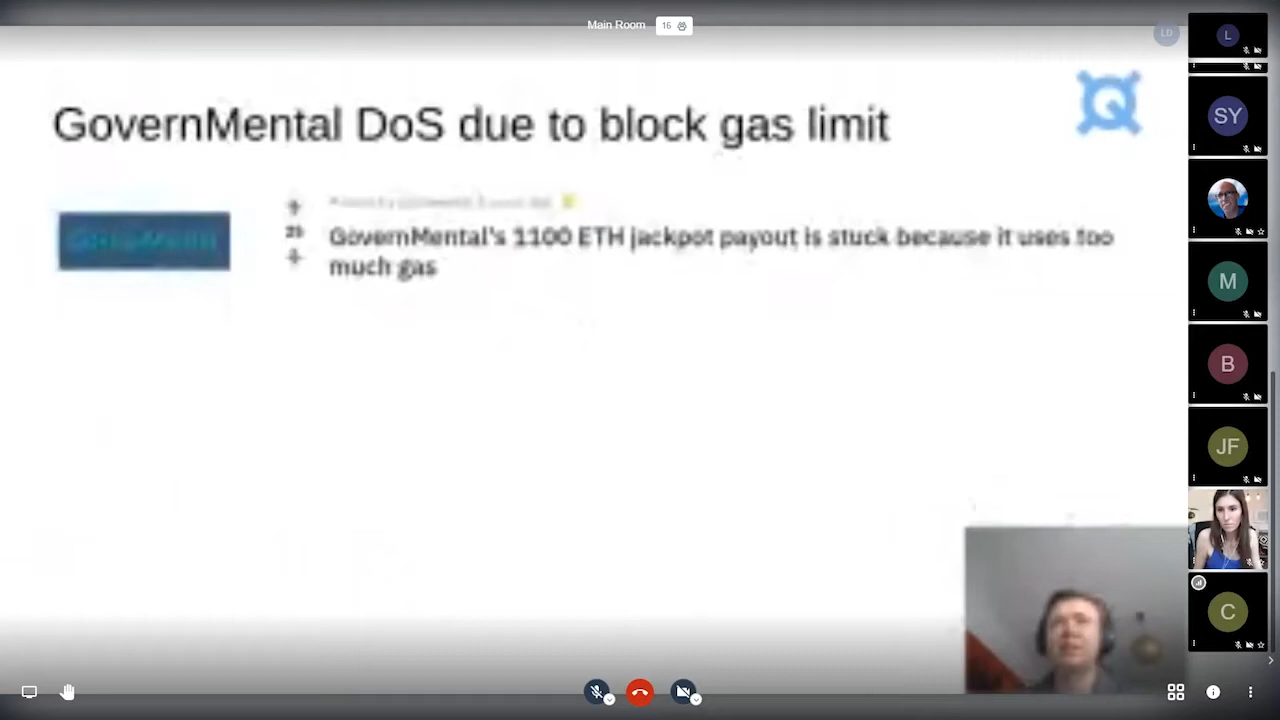 Main Room
16
LD
L
GovernMental DoS due to block gas limit
SY
25
GovernMental's 1100 ETH jackpot payout is stuck because it uses too
much gas
M
B
JF
C